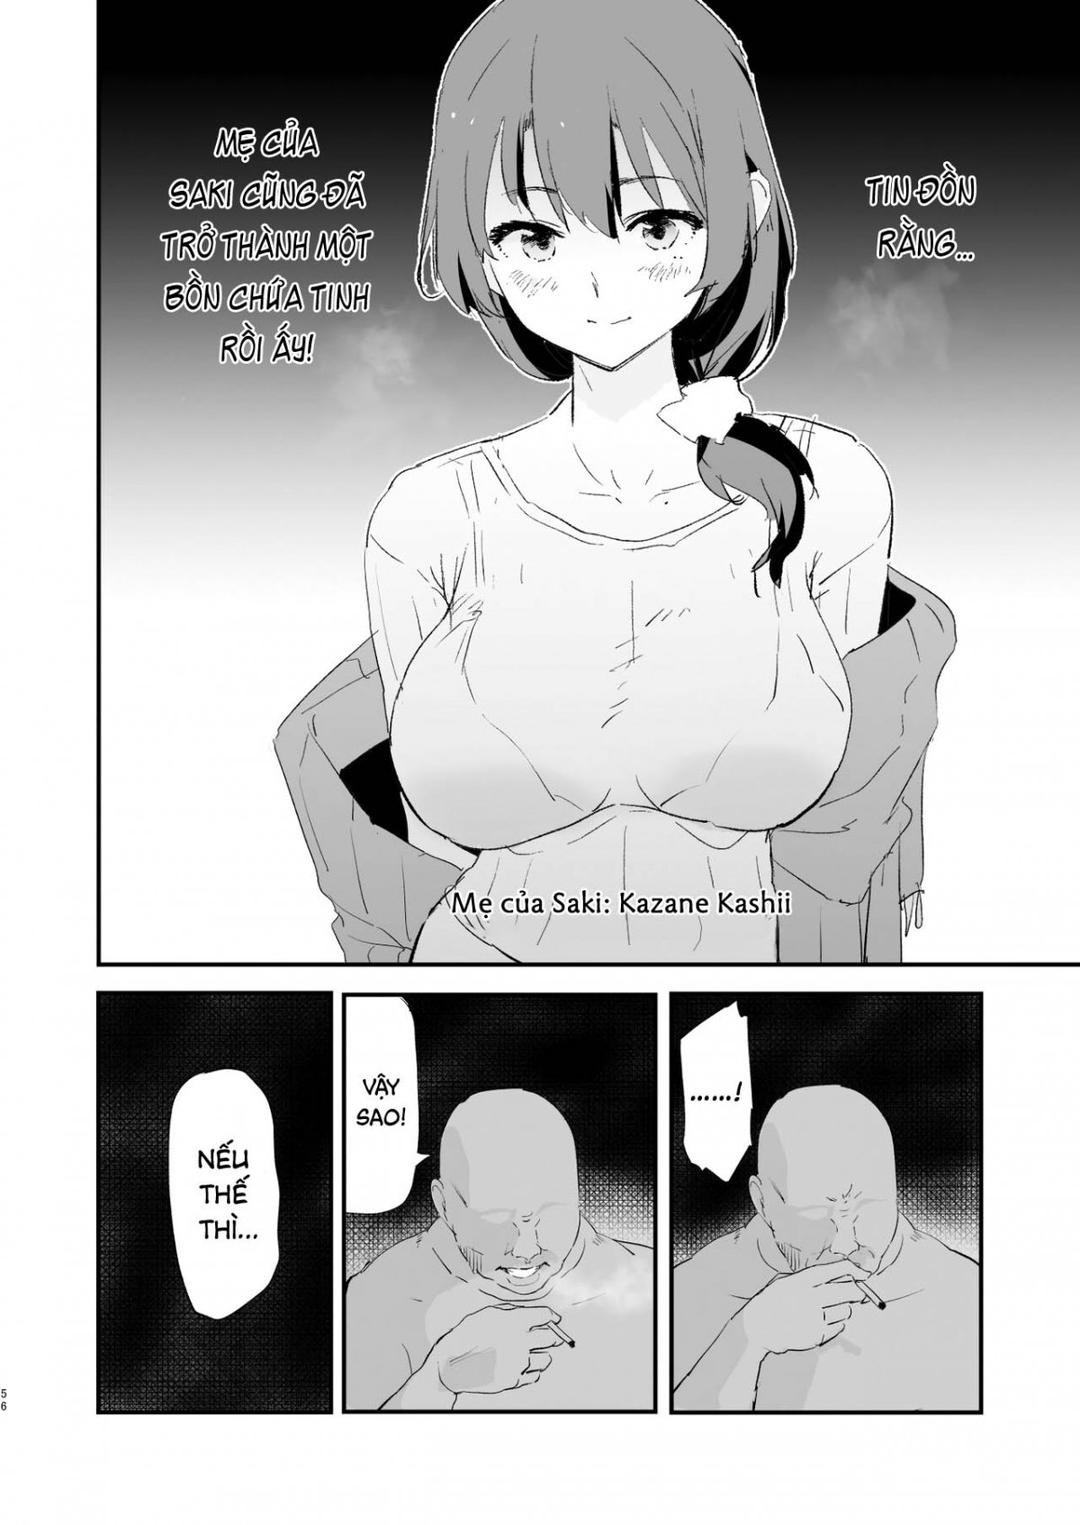 TIN ĐỒN
RẰNG...
MẸ CỦA
SAKI CŨNG ĐÃ
TRỞ THÀNH MỘT
BỒN CHỨA TINH
RỒI ẤY!
Mẹ của Saki: Kazane Kashii
......!
VẬY
SAO!
NẾU
THẾ
THÌ...
56